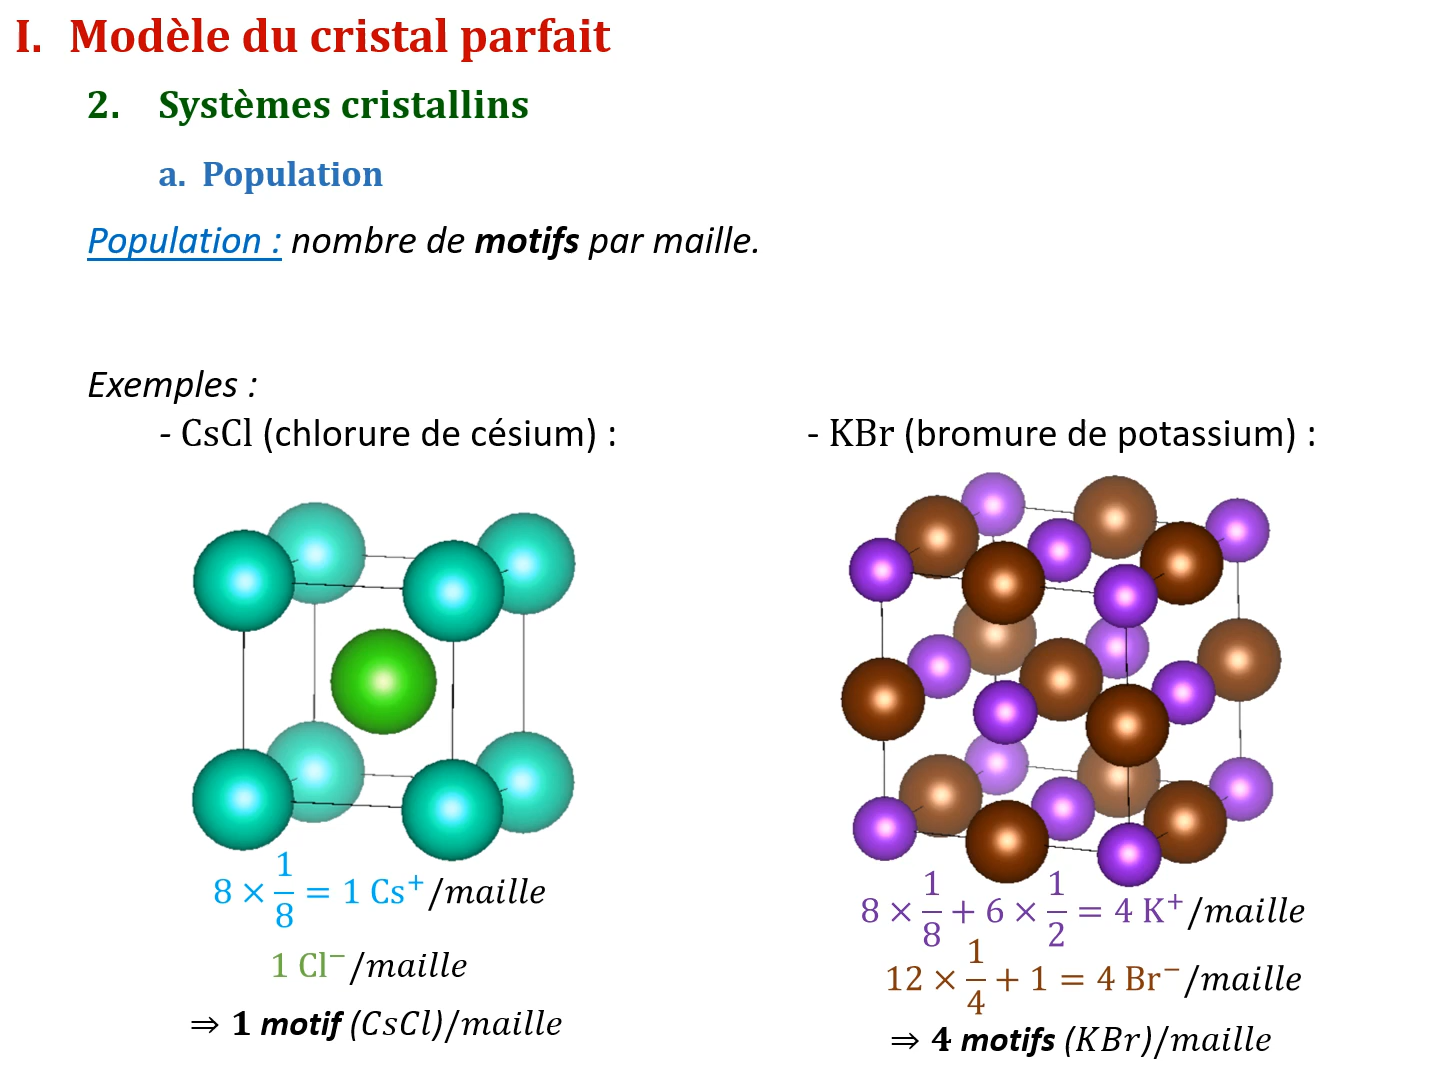 I. Modèle du cristal parfait
2. Systèmes cristallins
a. Population
Population : nombre de motifs par maille.
Exemples :
- CsCl (chlorure de césium) :
8 × 1/8 = 1 Cs⁺/maille
1 Cl⁻/maille
⇒ 1 motif (CsCl)/maille
- KBr (bromure de potassium) :
8 × 1/8 + 6 × 1/2 = 4 K⁺/maille
12 × 1/4 + 1 = 4 Br⁻/maille
⇒ 4 motifs (KBr)/maille